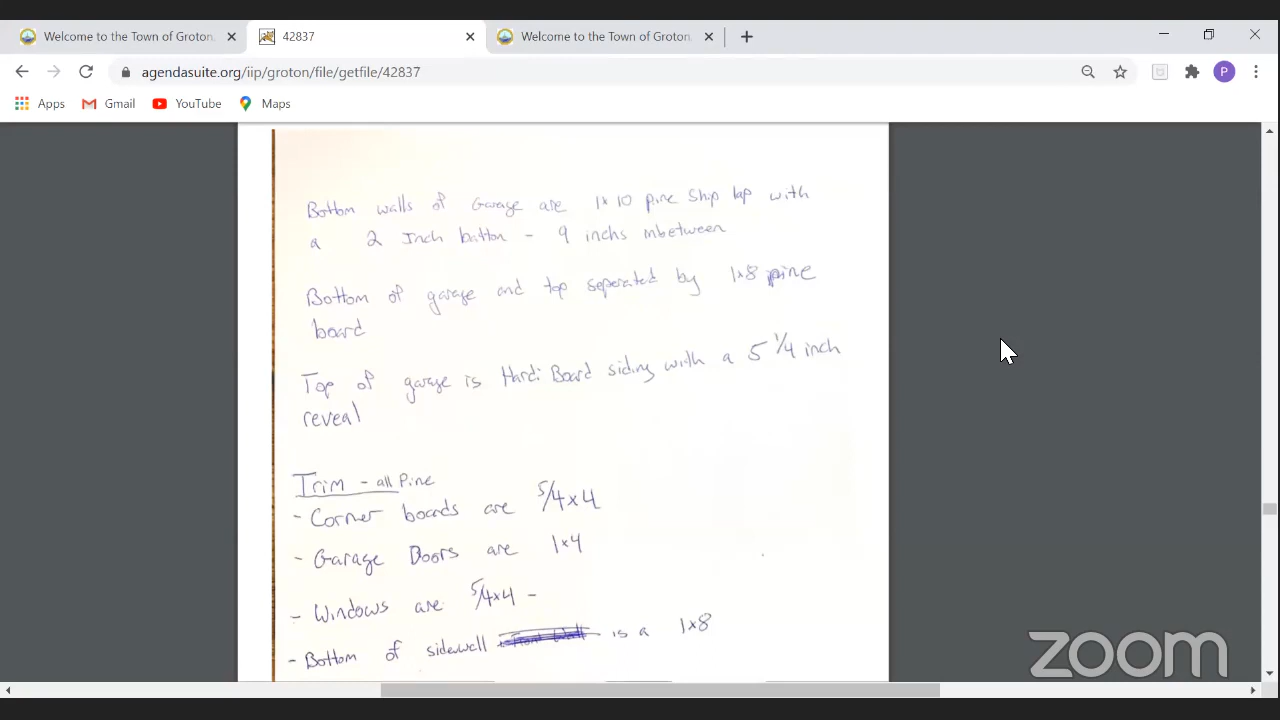 Welcome to the Town of Groton,
42837
Welcome to the Town of Groton,
agendasuite.org/iip/groton/file/getfile/42837
P
Apps
Gmail
YouTube
Maps
Bottom walls of Garage are 1x10 pine Ship lap with
a 2 Inch batton - 9 inchs inbetween
Bottom of garage and top seperated by 1x8 pine
board
Top of garage is Hardi Board siding with a 5 1/4 inch
reveal
Trim - all Pine
- Corner boards are 5/4 x 4
- Garage Doors are 1x4
- Windows are 5/4x4 -
- Bottom of sidewall is a 1x8
zoom